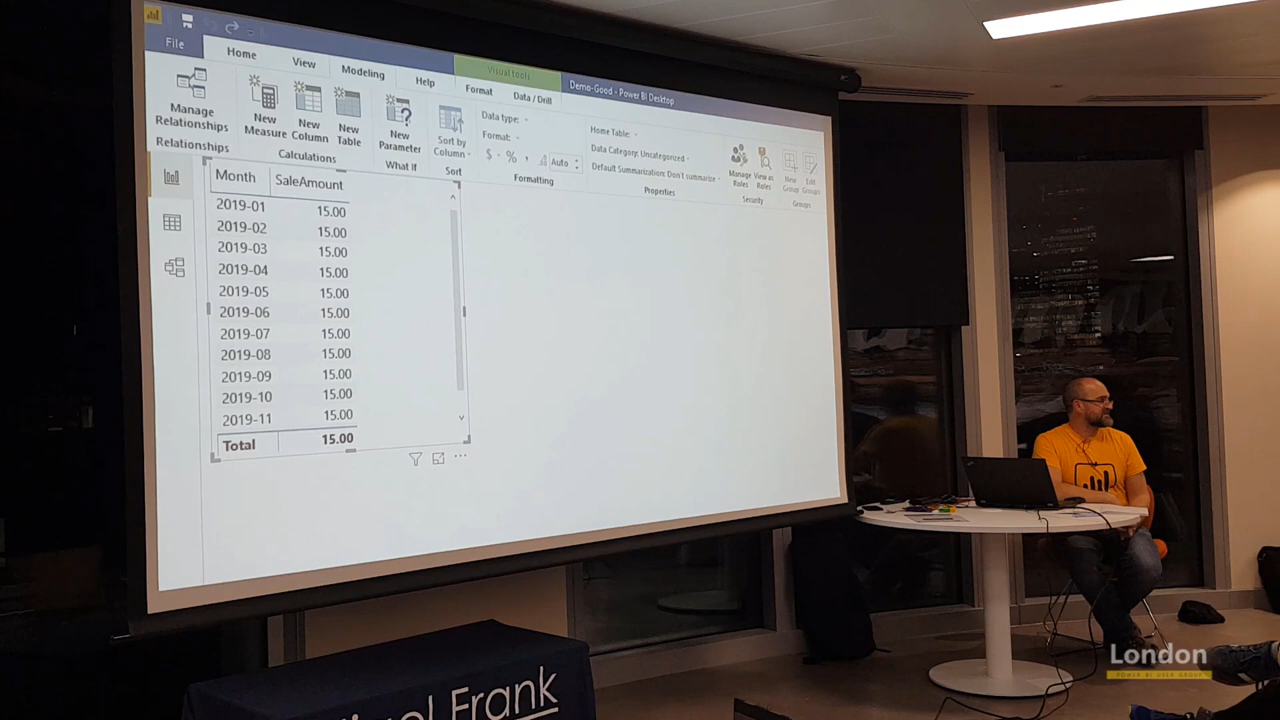 Demo-Good - Power BI Desktop
Visual tools
File Home View Modeling Help Format Data / Drill
Manage Relationships
New Measure
New Column
New Table
New Parameter
Sort by Column
Data type:
Format:
$ % , Auto
Home Table:
Data Category: Uncategorized
Default Summarization: Don't summarize
Manage Roles
View as Roles
New Group
Edit Groups
Relationships Calculations What If Sort Formatting Properties Security Groups
Month SaleAmount
2019-01 15.00
2019-02 15.00
2019-03 15.00
2019-04 15.00
2019-05 15.00
2019-06 15.00
2019-07 15.00
2019-08 15.00
2019-09 15.00
2019-10 15.00
2019-11 15.00
Total 15.00
Frank
London
POWER BI USER GROUP